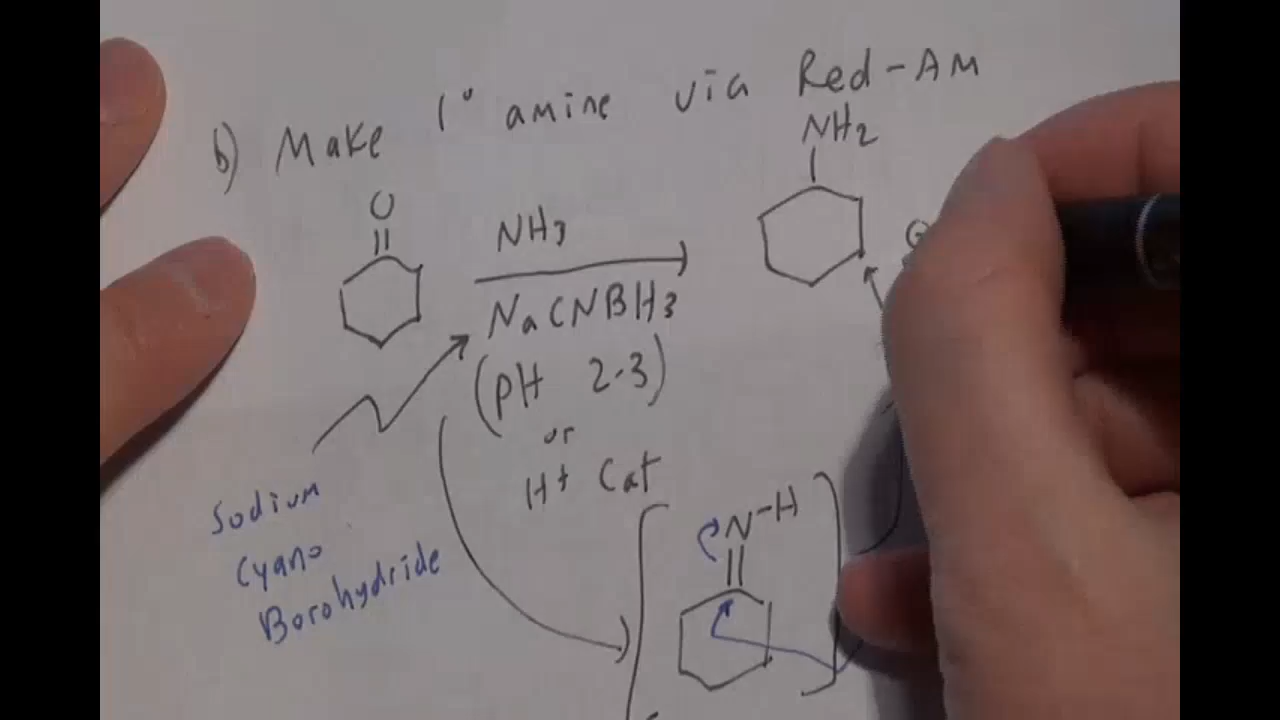 b) Make 1° amine via Red-Am
NH2
O
NH3
NaCNBH3
(pH 2-3)
or
H+ Cat
Sodium
Cyano
Borohydride
N-H